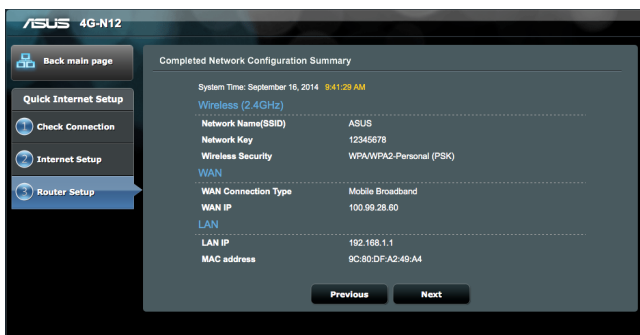 ASUS 4G-N12
Back main page
Quick Internet Setup
1 Check Connection
2 Internet Setup
3 Router Setup
Completed Network Configuration Summary
System Time: September 16, 2014 9:41:29 AM
Wireless (2.4GHz)
Network Name(SSID) ASUS
Network Key 12345678
Wireless Security WPA/WPA2-Personal (PSK)
WAN
WAN Connection Type Mobile Broadband
WAN IP 100.99.28.60
LAN
LAN IP 192.168.1.1
MAC address 9C:80:DF:A2:49:A4
Previous Next